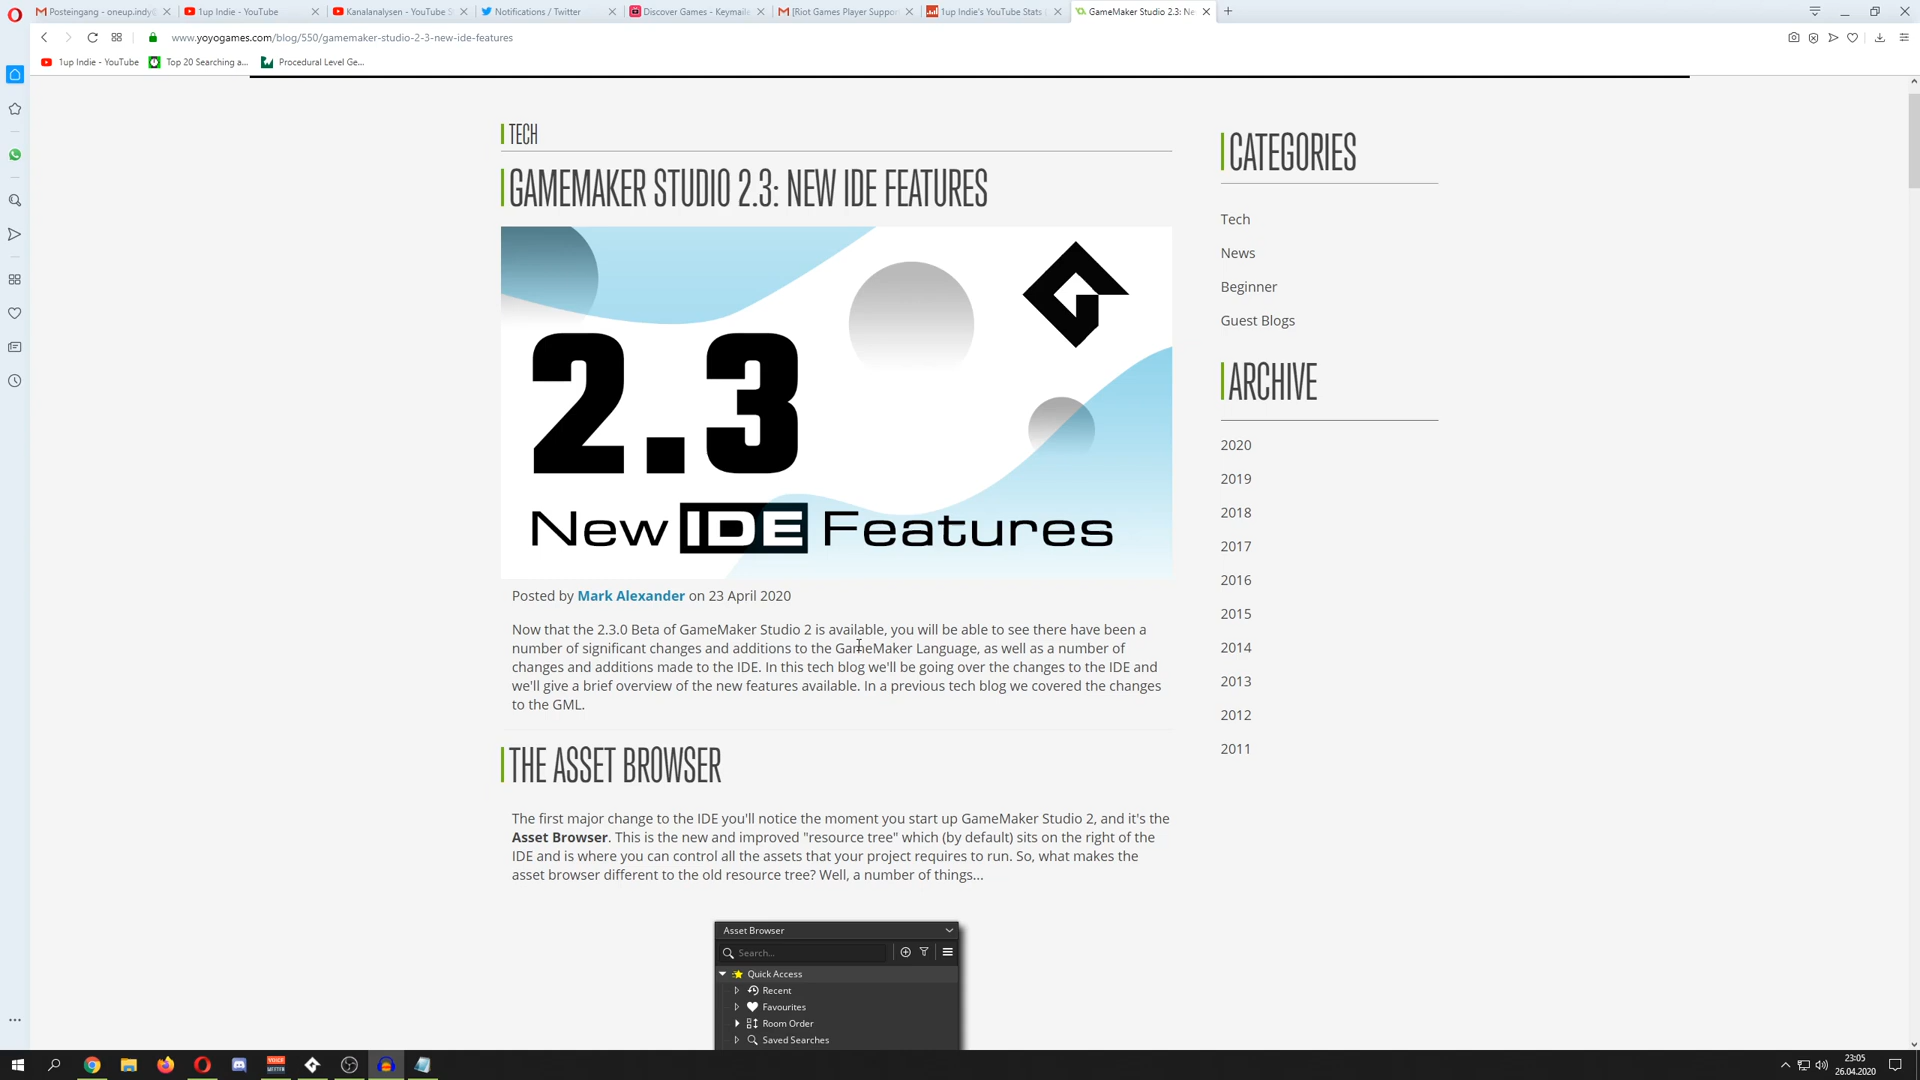 Posteingang - oneup.indy@
1up Indie - YouTube
Kanalanalysen - YouTube S
Notifications / Twitter
Discover Games - Keymaile
[Riot Games Player Suppor
1up Indie's YouTube Stats
GameMaker Studio 2.3: Ne
www.yoyogames.com/blog/550/gamemaker-studio-2-3-new-ide-features
1up Indie - YouTube
Top 20 Searching a...
Procedural Level Ge...
TECH
GAMEMAKER STUDIO 2.3: NEW IDE FEATURES
2.3
New IDE Features
Posted by Mark Alexander on 23 April 2020
Now that the 2.3.0 Beta of GameMaker Studio 2 is available, you will be able to see there have been a
number of significant changes and additions to the GameMaker Language, as well as a number of
changes and additions made to the IDE. In this tech blog we'll be going over the changes to the IDE and
we'll give a brief overview of the new features available. In a previous tech blog we covered the changes
to the GML.
THE ASSET BROWSER
The first major change to the IDE you'll notice the moment you start up GameMaker Studio 2, and it's the
Asset Browser. This is the new and improved "resource tree" which (by default) sits on the right of the
IDE and is where you can control all the assets that your project requires to run. So, what makes the
asset browser different to the old resource tree? Well, a number of things...
Asset Browser
Search...
Quick Access
Recent
Favourites
Room Order
Saved Searches
CATEGORIES
Tech
News
Beginner
Guest Blogs
ARCHIVE
2020
2019
2018
2017
2016
2015
2014
2013
2012
2011
23:05
26.04.2020